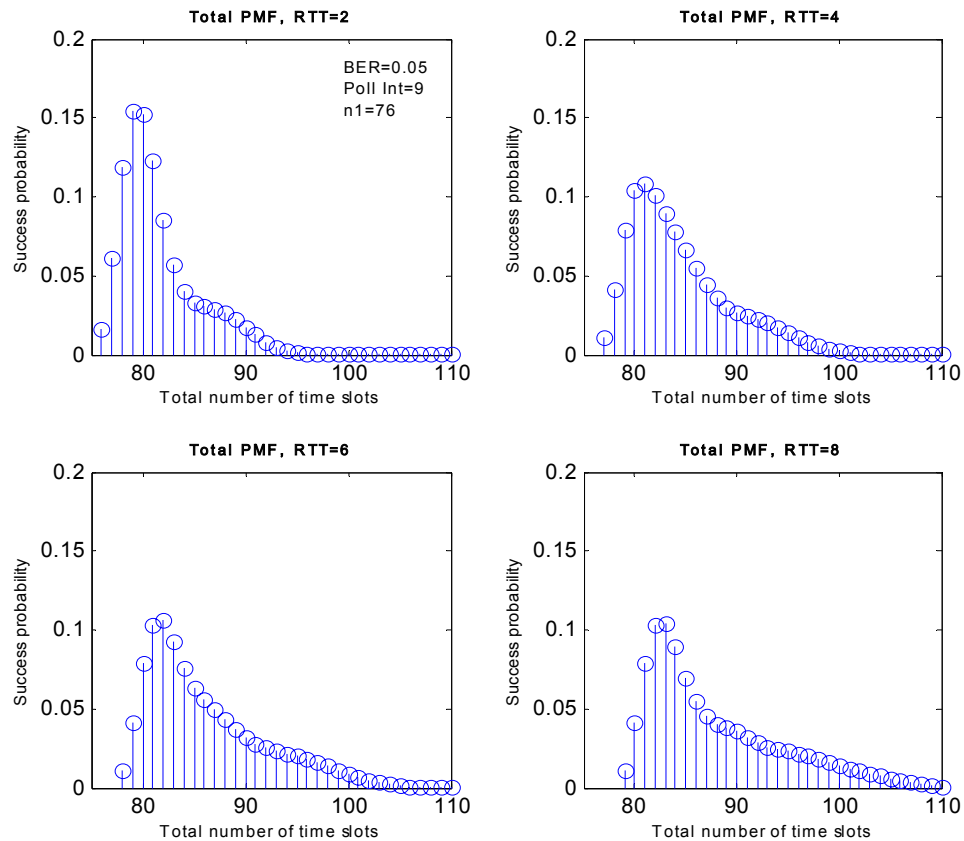 Total PMF, RTT=2
0.2
0.15
0.1
0.05
0
Success probability
BER=0.05
Poll Int=9
n1=76
80
90
100
110
Total number of time slots
Total PMF, RTT=4
0.2
0.15
0.1
0.05
0
Success probability
80
90
100
110
Total number of time slots
Total PMF, RTT=6
0.2
0.15
0.1
0.05
0
Success probability
80
90
100
110
Total number of time slots
Total PMF, RTT=8
0.2
0.15
0.1
0.05
0
Success probability
80
90
100
110
Total number of time slots